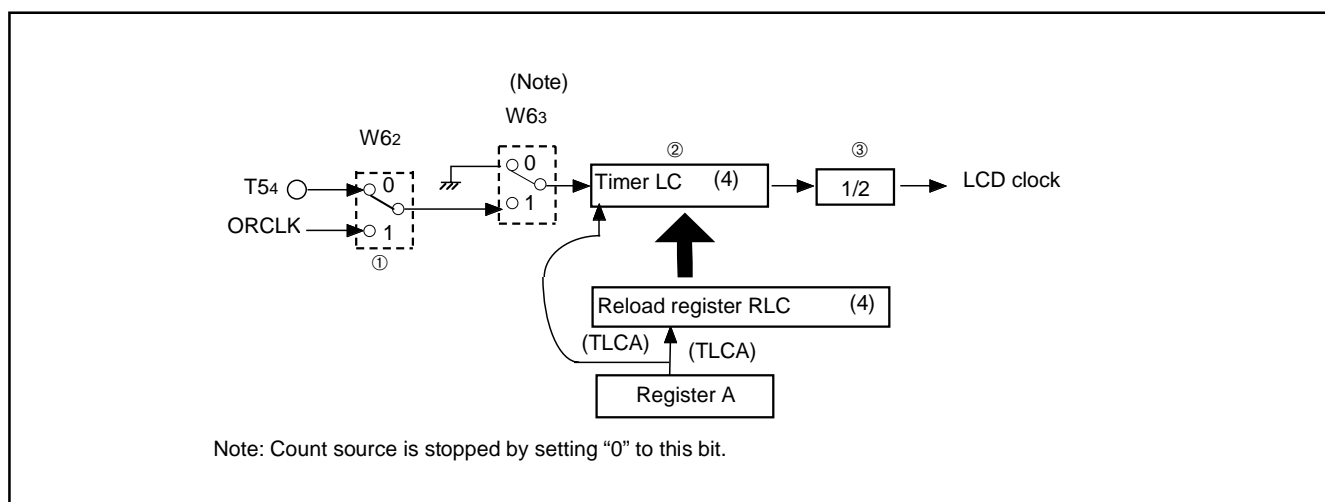 (Note)
W63
W62
0
1
T54
ORCLK
0
1
①
②
Timer LC (4)
③
1/2
LCD clock
Reload register RLC (4)
(TLCA)
(TLCA)
Register A
Note: Count source is stopped by setting “0” to this bit.